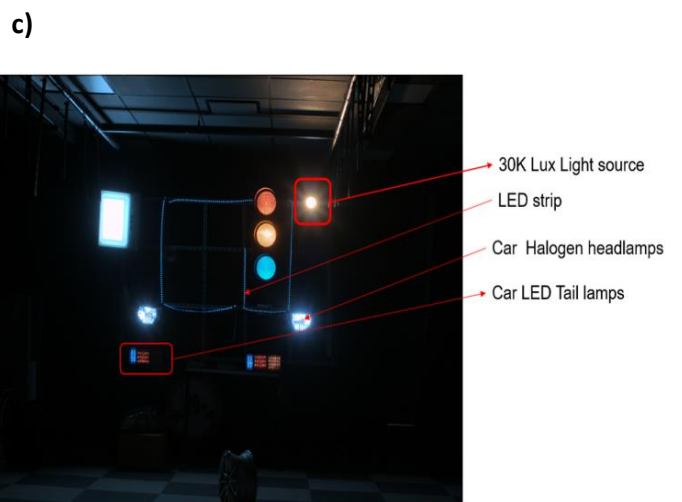 c)
30K Lux Light source
LED strip
Car Halogen headlamps
Car LED Tail lamps